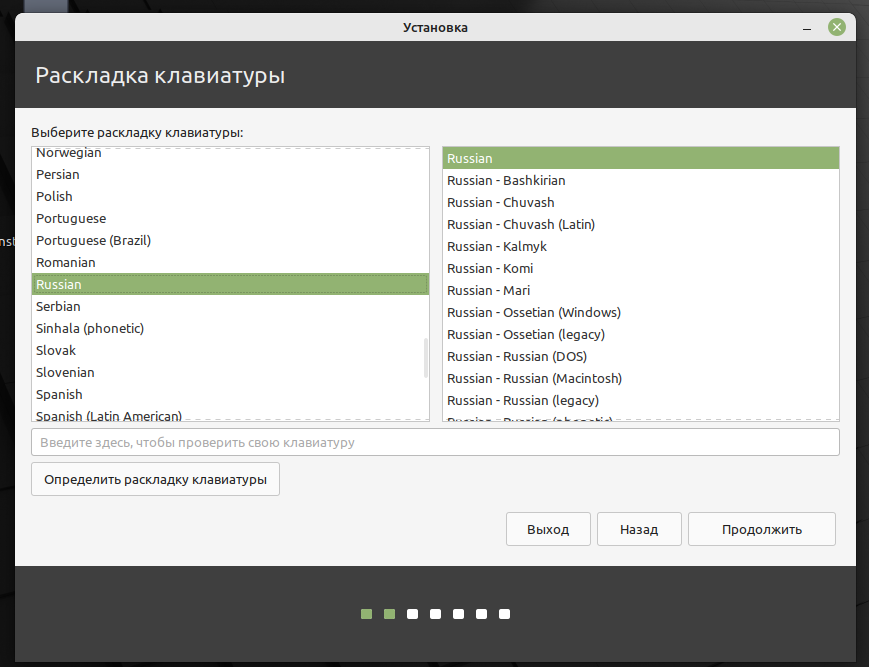 Установка
Раскладка клавиатуры
Выберите раскладку клавиатуры:
Norwegian
Persian
Polish
Portuguese
Portuguese (Brazil)
Romanian
Russian
Serbian
Sinhala (phonetic)
Slovak
Slovenian
Spanish
Spanish (Latin American)
Russian
Russian - Bashkirian
Russian - Chuvash
Russian - Chuvash (Latin)
Russian - Kalmyk
Russian - Komi
Russian - Mari
Russian - Ossetian (Windows)
Russian - Ossetian (legacy)
Russian - Russian (DOS)
Russian - Russian (Macintosh)
Russian - Russian (legacy)
Russian - Russian (phonetic)
Введите здесь, чтобы проверить свою клавиатуру
Определить раскладку клавиатуры
Выход
Назад
Продолжить